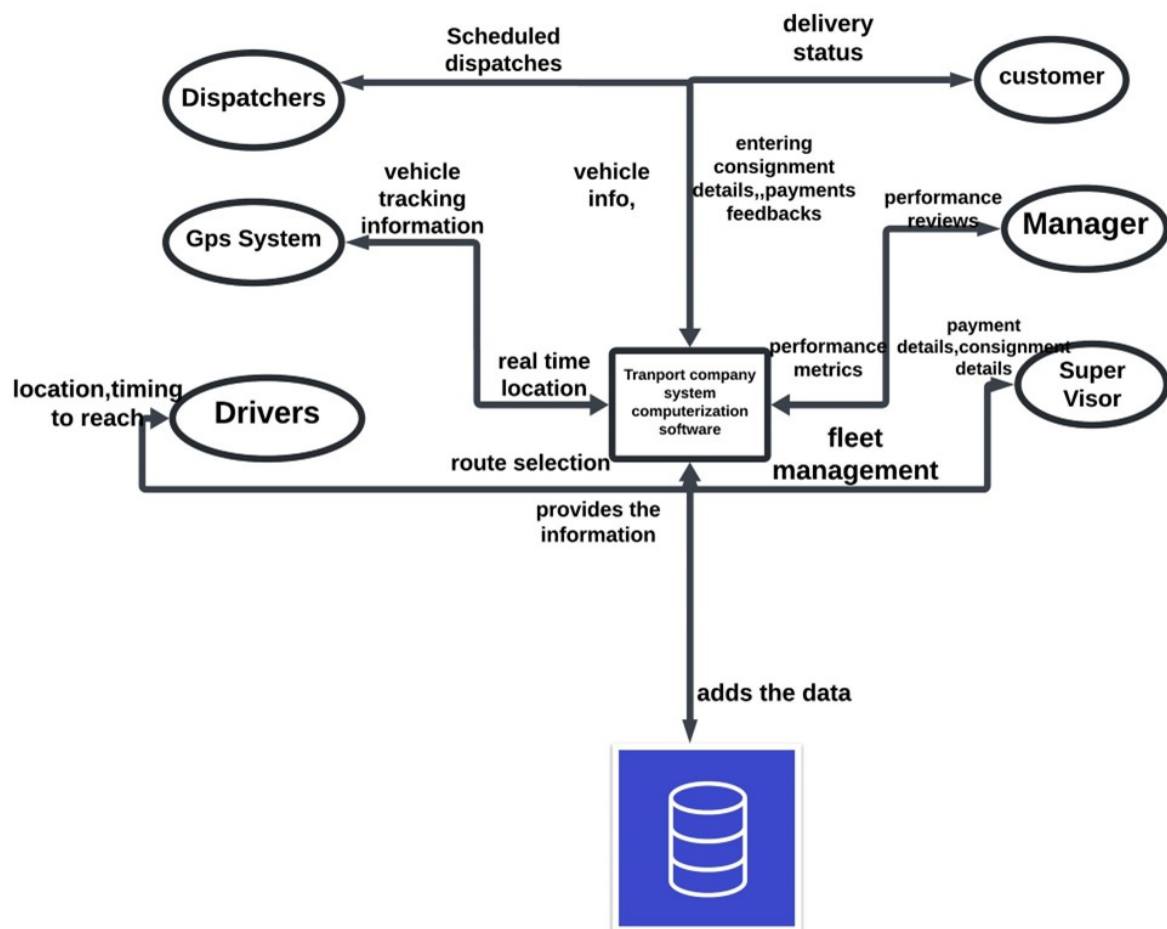 Scheduled
dispatches
delivery
status
Dispatchers
customer
vehicle
tracking
information
vehicle
info,
entering
consignment
details,,payments
feedbacks
performance
reviews
Gps System
Manager
real time
location
performance
metrics
payment
details,consignment
details
location,timing
to reach
Drivers
Tranport company
system
computerization
software
Super
Visor
route selection
fleet
management
provides the
information
adds the data